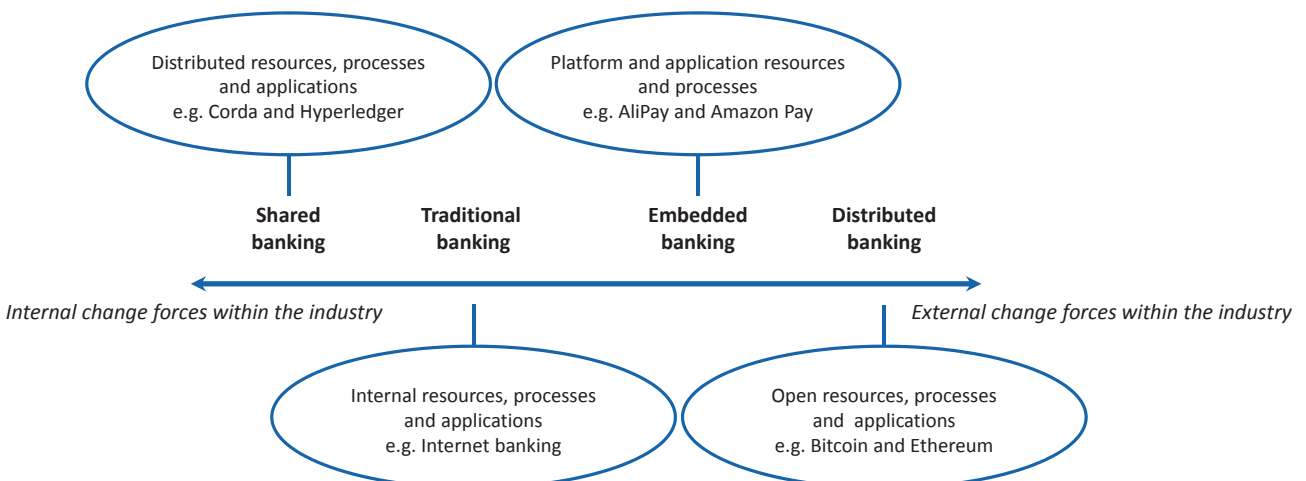 Distributed resources, processes
and applications
e.g. Corda and Hyperledger
Platform and application resources
and processes
e.g. AliPay and Amazon Pay
Shared
banking
Traditional
banking
Embedded
banking
Distributed
banking
Internal change forces within the industry
External change forces within the industry
Internal resources, processes
and applications
e.g. Internet banking
Open resources, processes
and applications
e.g. Bitcoin and Ethereum